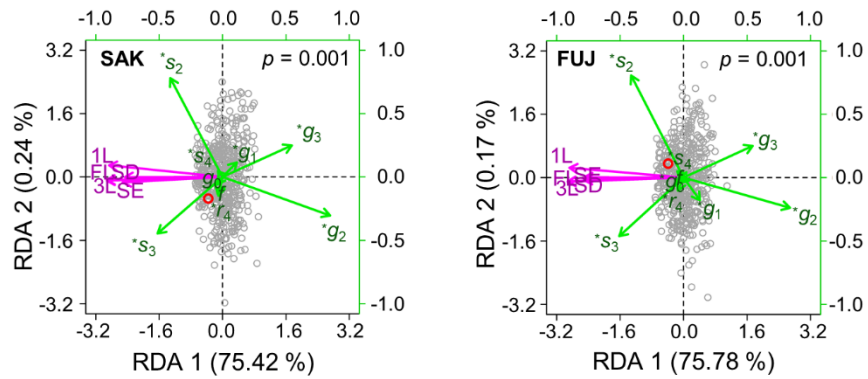 -1.0 -0.5 0.0 0.5 1.0
SAK p = 0.001
3.2 1.6 0.0 -1.6 -3.2
1.0 0.5 0.0 -0.5 -1.0
*s2
*g3
*s4 *g1
1L
3L SE
g0 f
*r4
*g2
*s3
-3.2 -1.6 0.0 1.6 3.2
RDA 2 (0.24 %)
RDA 1 (75.42 %)
-1.0 -0.5 0.0 0.5 1.0
FUJ p = 0.001
3.2 1.6 0.0 -1.6 -3.2
1.0 0.5 0.0 -0.5 -1.0
*s2
*g3
*s4
1L
SE
3L SD
g0 f
*r4 *g1
*g2
*s3
-3.2 -1.6 0.0 1.6 3.2
RDA 2 (0.17 %)
RDA 1 (75.78 %)